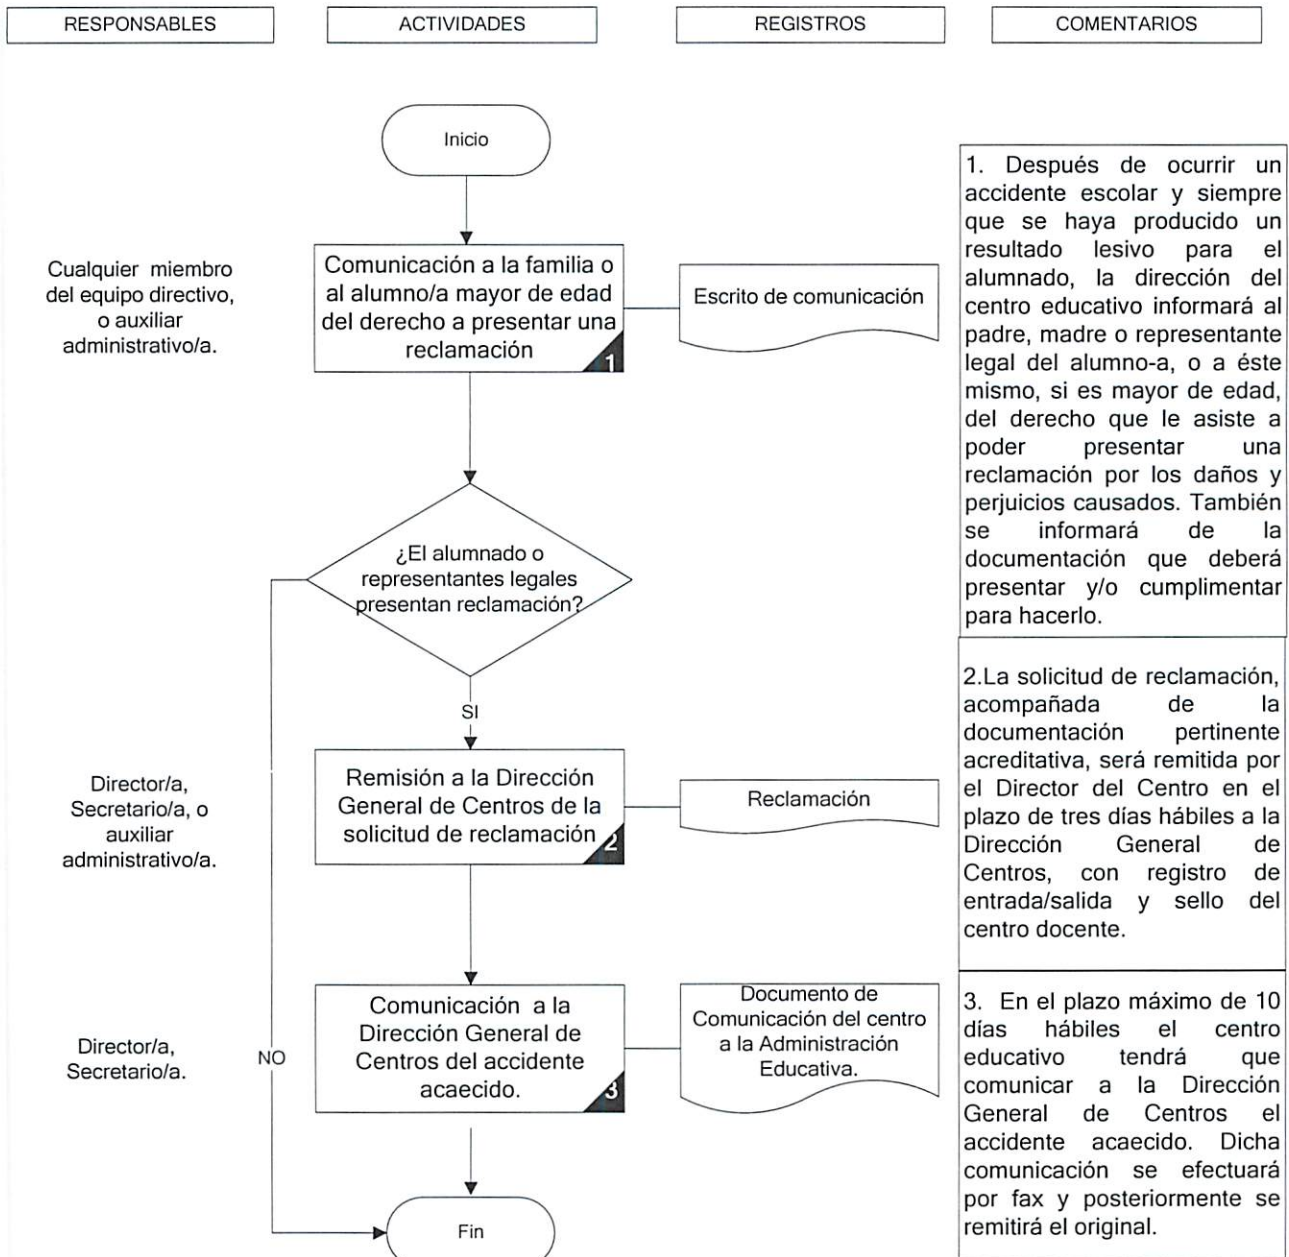 RESPONSABLES
ACTIVIDADES
REGISTROS
COMENTARIOS
Inicio
Cualquier miembro
del equipo directivo,
o auxiliar
administrativo/a.
Comunicación a la familia o
al alumno/a mayor de edad
del derecho a presentar una
reclamación
1
Escrito de comunicación
1. Después de ocurrir un
accidente escolar y siempre
que se haya producido un
resultado lesivo para el
alumnado, la dirección del
centro educativo informará al
padre, madre o representante
legal del alumno-a, o a éste
mismo, si es mayor de edad,
del derecho que le asiste a
poder presentar una
reclamación por los daños y
perjuicios causados. También
se informará de la
documentación que deberá
presentar y/o cumplimentar
para hacerlo.
¿El alumnado o
representantes legales
presentan reclamación?
SI
NO
Director/a,
Secretario/a, o
auxiliar
administrativo/a.
Remisión a la Dirección
General de Centros de la
solicitud de reclamación
2
Reclamación
2.La solicitud de reclamación,
acompañada de la
documentación pertinente
acreditativa, será remitida por
el Director del Centro en el
plazo de tres días hábiles a la
Dirección General de
Centros, con registro de
entrada/salida y sello del
centro docente.
Director/a,
Secretario/a.
Comunicación a la
Dirección General de
Centros del accidente
acaecido.
3
Documento de
Comunicación del centro
a la Administración
Educativa.
3. En el plazo máximo de 10
días hábiles el centro
educativo tendrá que
comunicar a la Dirección
General de Centros el
accidente acaecido. Dicha
comunicación se efectuará
por fax y posteriormente se
remitirá el original.
Fin